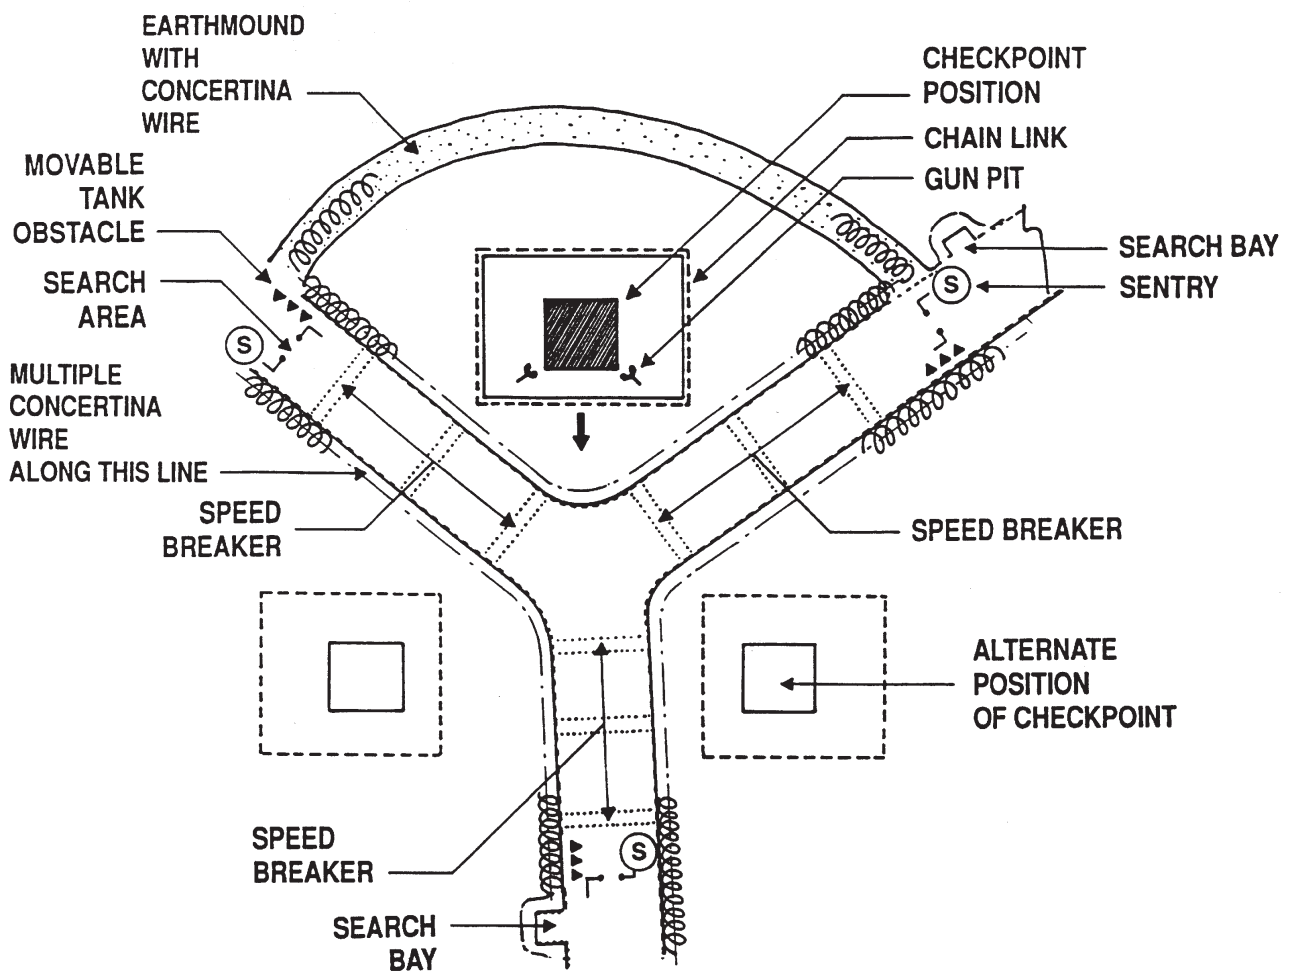 EARTHMOUND
WITH
CONCERTINA
WIRE
CHECKPOINT
POSITION
CHAIN LINK
GUN PIT
MOVABLE
TANK
OBSTACLE
SEARCH BAY
SENTRY
S
SEARCH
AREA
S
MULTIPLE
CONCERTINA
WIRE
ALONG THIS LINE
SPEED
BREAKER
SPEED BREAKER
ALTERNATE
POSITION
OF CHECKPOINT
SPEED
BREAKER
S
SEARCH
BAY